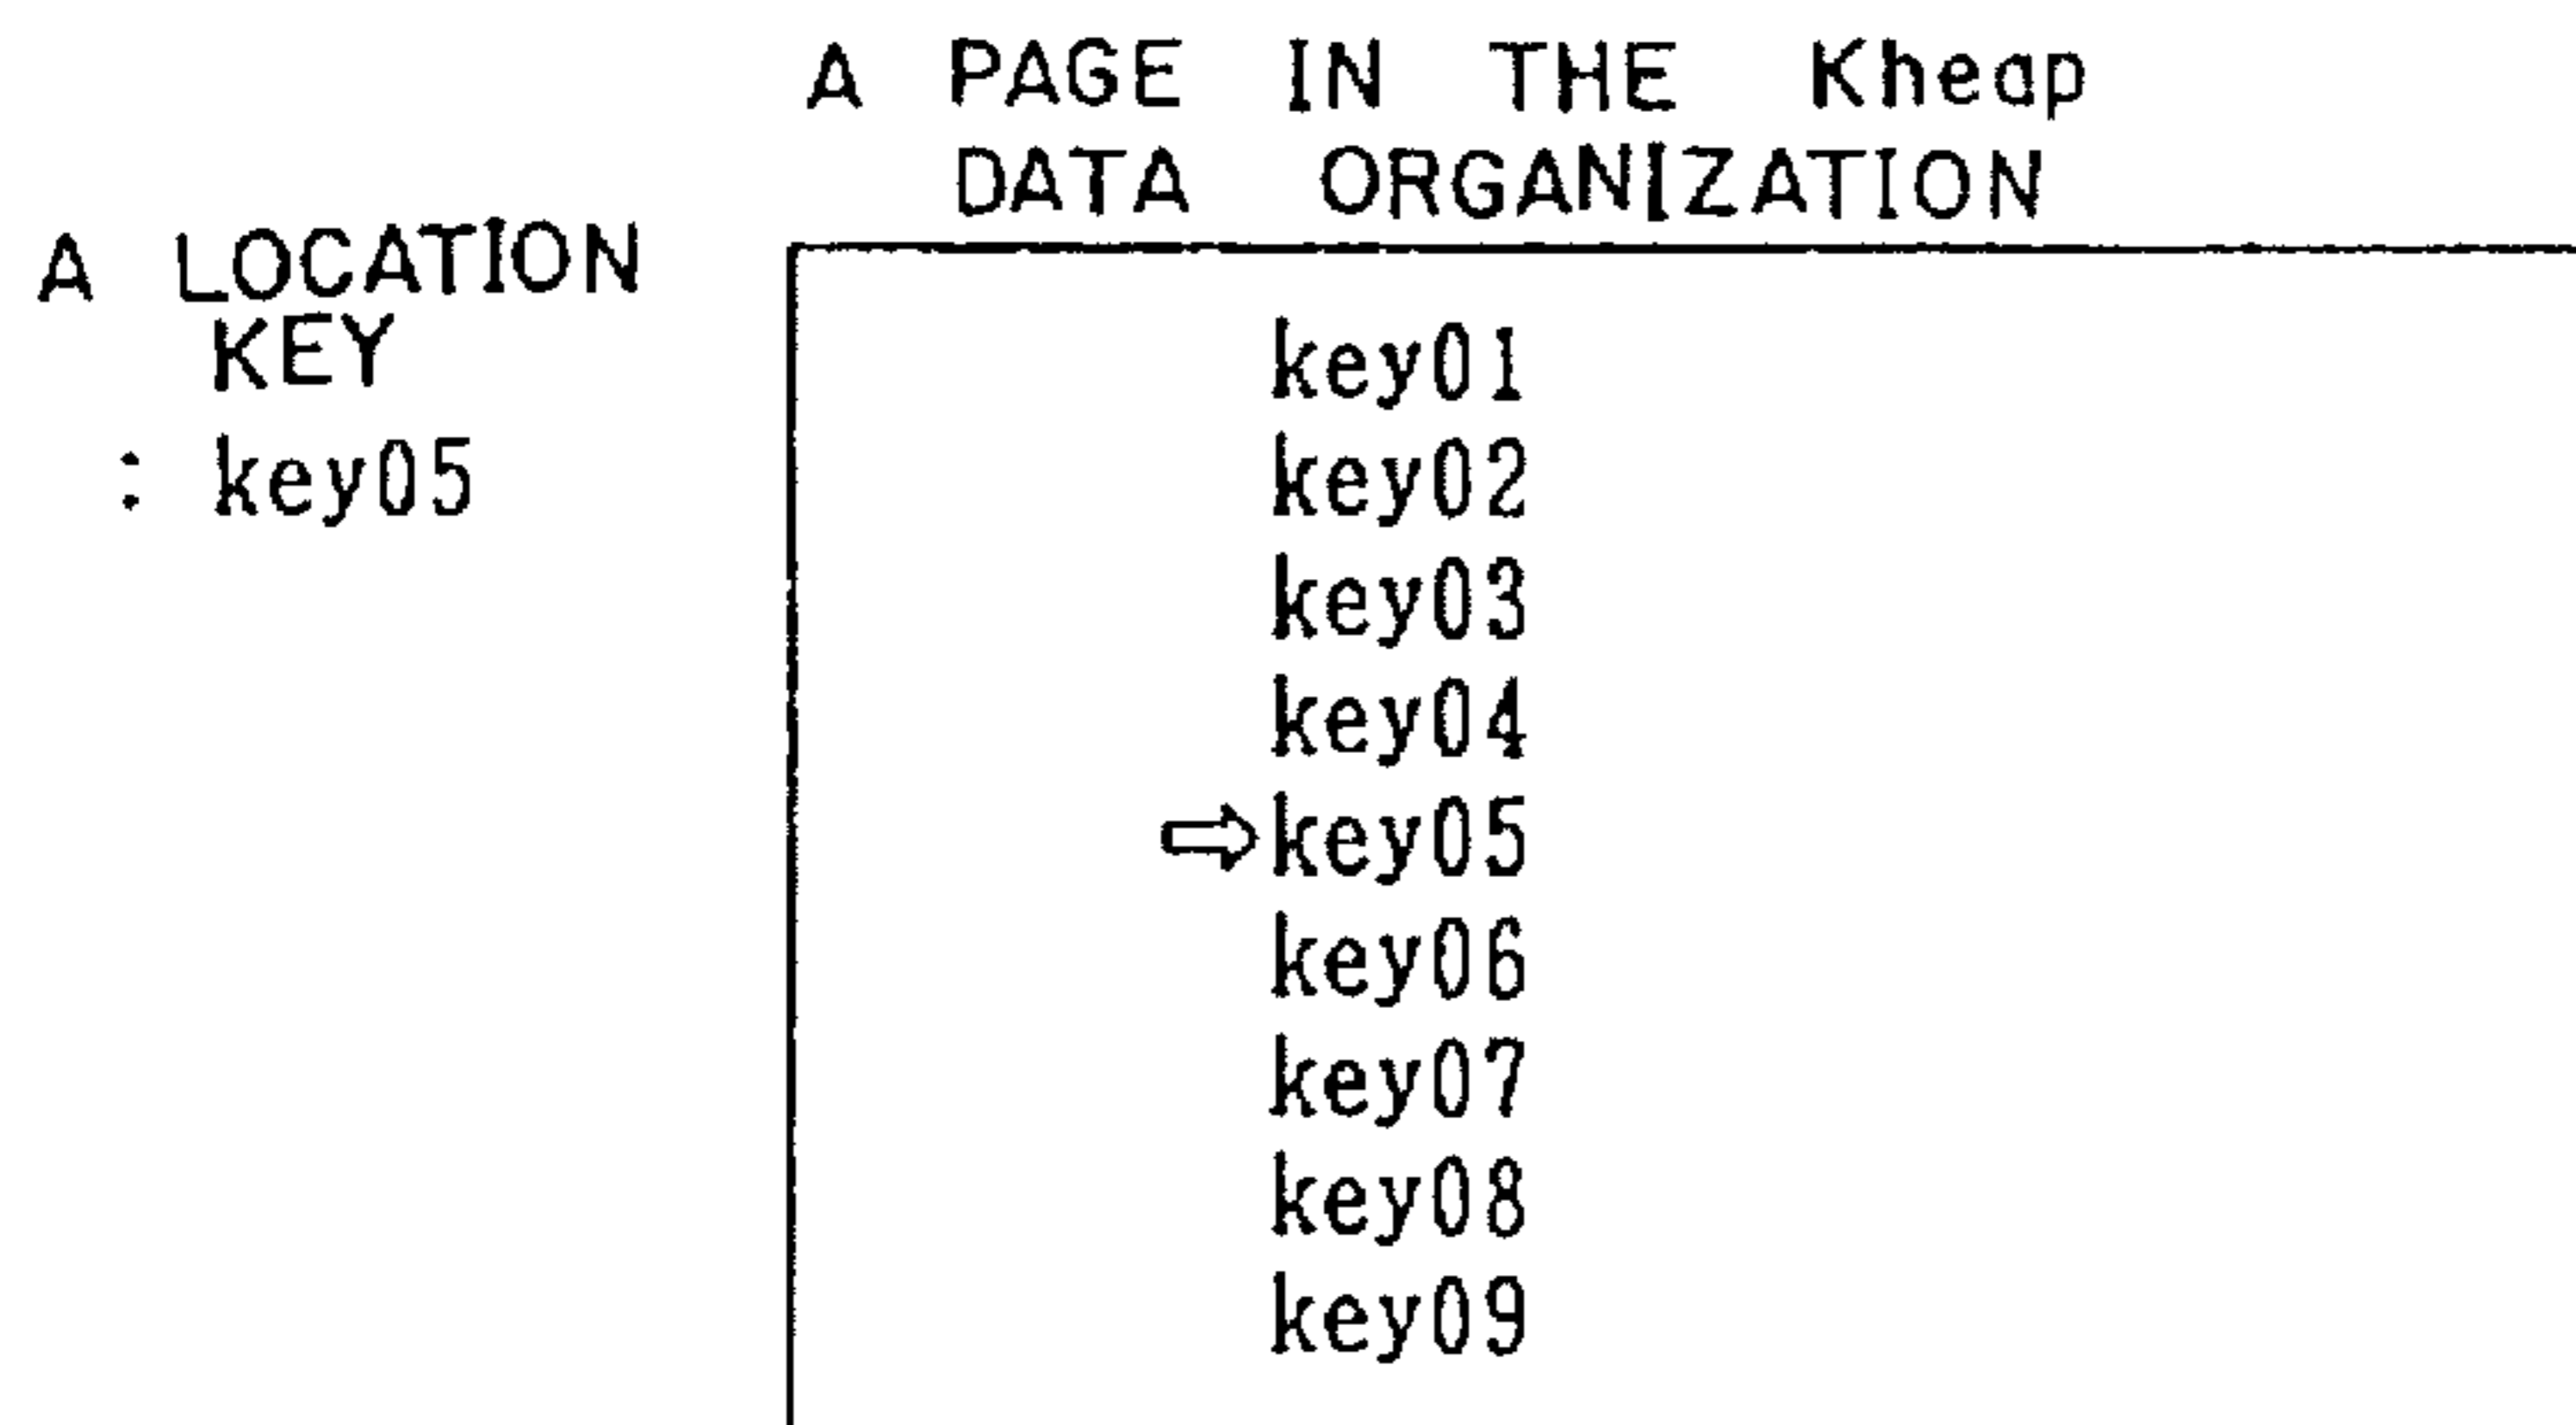 A PAGE IN THE Kheap
DATA ORGANIZATION
A LOCATION
KEY
: key05
key01
key02
key03
key04
⇨key05
key06
key07
key08
key09